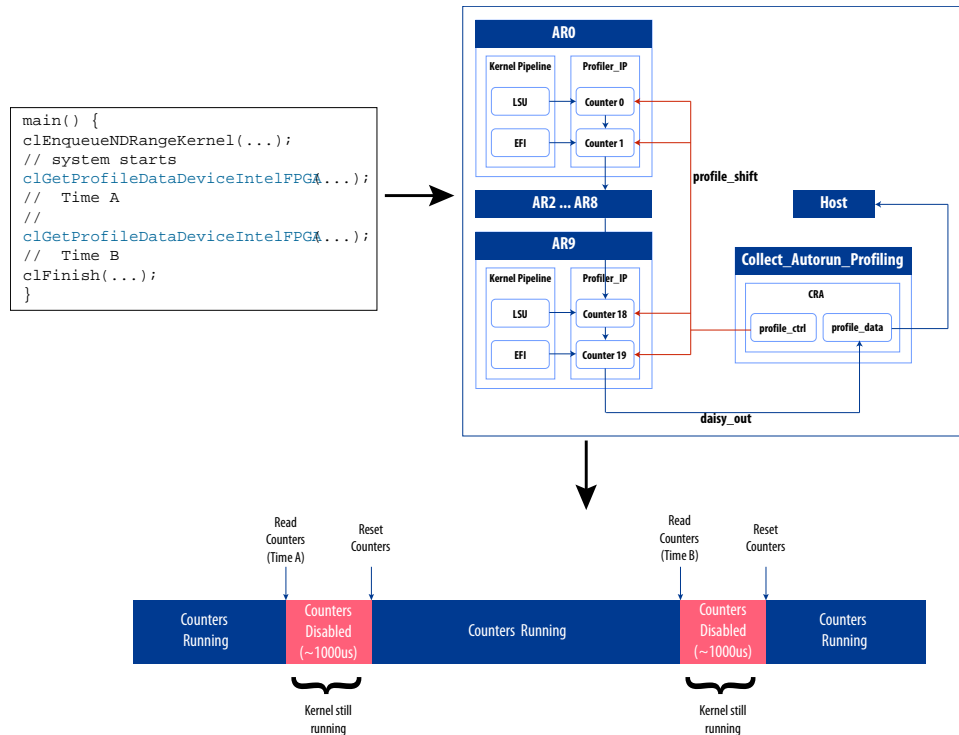 main() {
clEnqueueNDRangeKernel(...);
// system starts
clGetProfileDataDeviceIntelFPGA(...);
// Time A
//
clGetProfileDataDeviceIntelFPGA(...);
// Time B
clFinish(...);
}
AR0
Kernel Pipeline
Profiler_IP
LSU
Counter 0
EFI
Counter 1
profile_shift
AR2 ... AR8
Host
AR9
Kernel Pipeline
Profiler_IP
LSU
Counter 18
EFI
Counter 19
Collect_Autorun_Profiling
CRA
profile_ctrl
profile_data
daisy_out
Read
Counters
(Time A)
Reset
Counters
Read
Counters
(Time B)
Reset
Counters
Counters
Running
Counters
Disabled
(~1000us)
Counters Running
Counters
Disabled
(~1000us)
Counters
Running
Kernel still
running
Kernel still
running